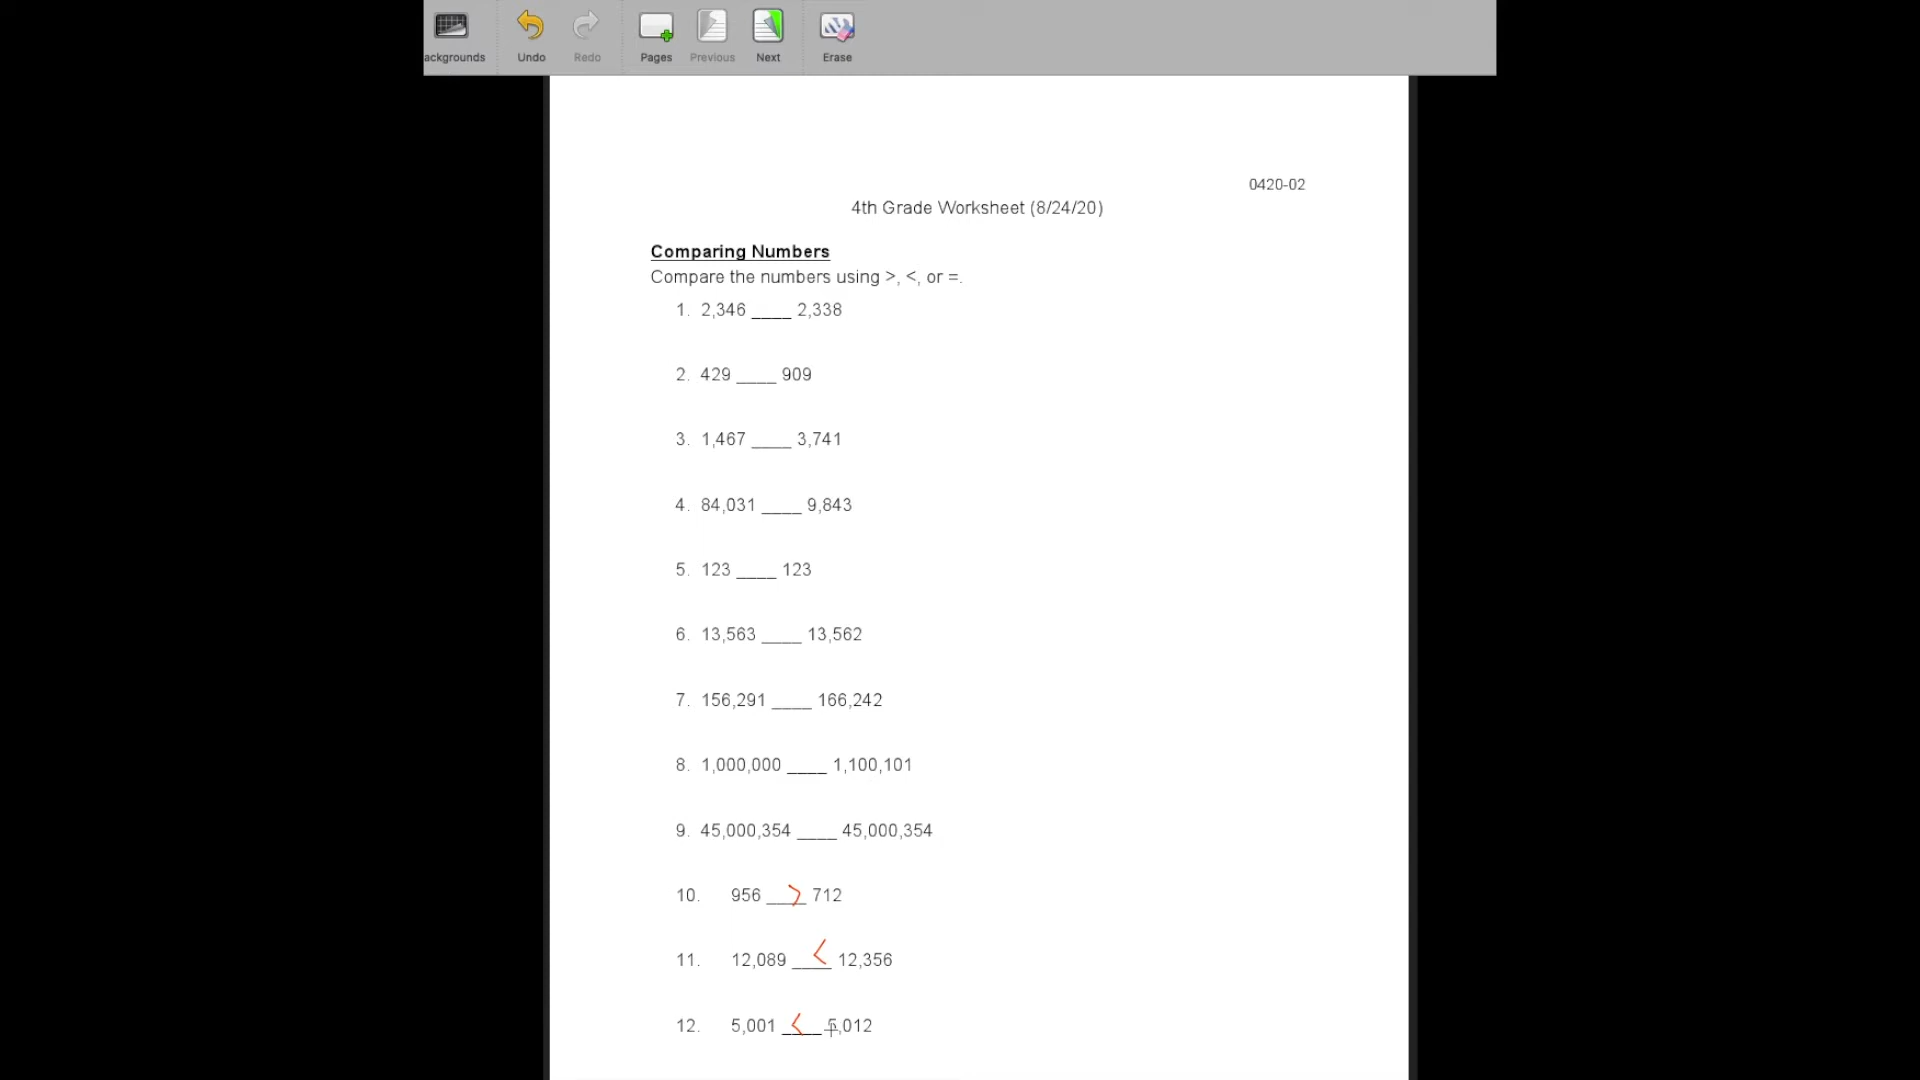 ackgrounds Undo Redo Pages Previous Next Erase
0420-02
4th Grade Worksheet (8/24/20)
Comparing Numbers
Compare the numbers using >, <, or =.
1. 2,346 ____ 2,338
2. 429 ____ 909
3. 1,467 ____ 3,741
4. 84,031 ____ 9,843
5. 123 ____ 123
6. 13,563 ____ 13,562
7. 156,291 ____ 166,242
8. 1,000,000 ____ 1,100,101
9. 45,000,354 ____ 45,000,354
10. 956 > 712
11. 12,089 < 12,356
12. 5,001 < 5,012